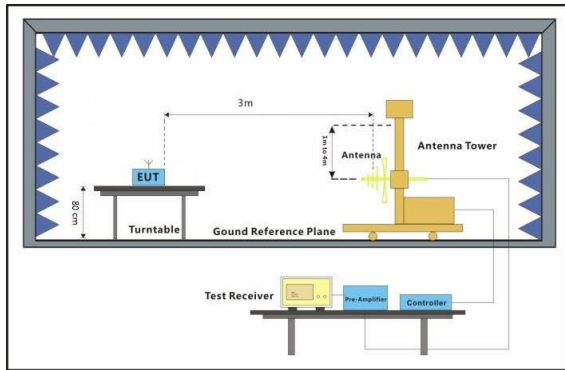 3m
1m to 4m
Antenna
Antenna Tower
EUT
80 cm
Turntable
Gound Reference Plane
Test Receiver
Pre-Amplifier
Controller